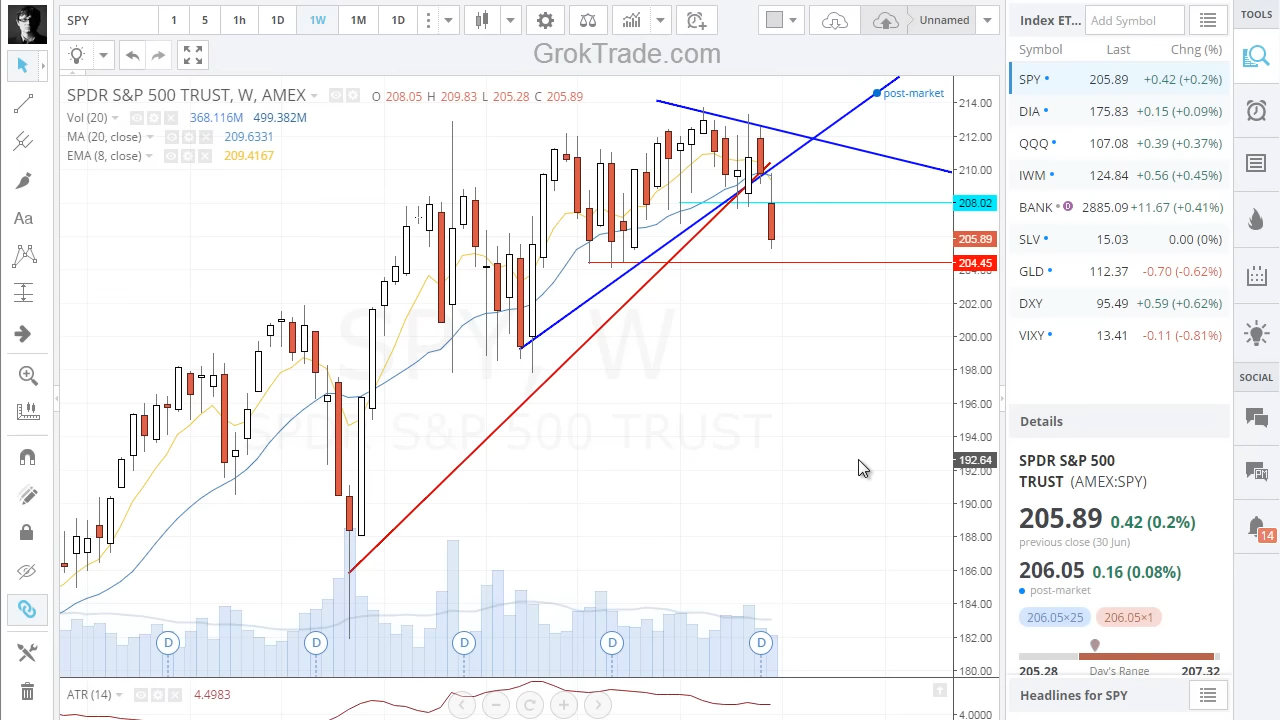 SPY 1 5 1h 1D 1W 1M 1D Unnamed
GrokTrade.com
SPDR S&P 500 TRUST, W, AMEX O 208.05 H 209.83 L 205.28 C 205.89
Vol (20) 368.116M 499.382M
MA (20, close) 209.6331
EMA (8, close) 209.4167
Aa
post-market
214.00
212.00
210.00
208.02
205.89
204.45
204.00
202.00
200.00
198.00
196.00
194.00
192.64
192.00
190.00
188.00
186.00
184.00
182.00
180.00
SPY, W
SPDR S&P 500 TRUST
D D D D D
ATR (14) 4.4983
4.0000
Index ET... Add Symbol
Symbol Last Chng (%)
SPY 205.89 +0.42 (+0.2%)
DIA 175.83 +0.15 (+0.09%)
QQQ 107.08 +0.39 (+0.37%)
IWM 124.84 +0.56 (+0.45%)
BANK D 2885.09 +11.67 (+0.41%)
SLV 15.03 0.00 (0%)
GLD 112.37 -0.70 (-0.62%)
DXY 95.49 +0.59 (+0.62%)
VIXY 13.41 -0.11 (-0.81%)
Details
SPDR S&P 500
TRUST (AMEX:SPY)
205.89 0.42 (0.2%)
previous close (30 Jun)
206.05 0.16 (0.08%)
post-market
206.05×25 206.05×1
205.28 Day's Range 207.32
Headlines for SPY
TOOLS
SOCIAL
14